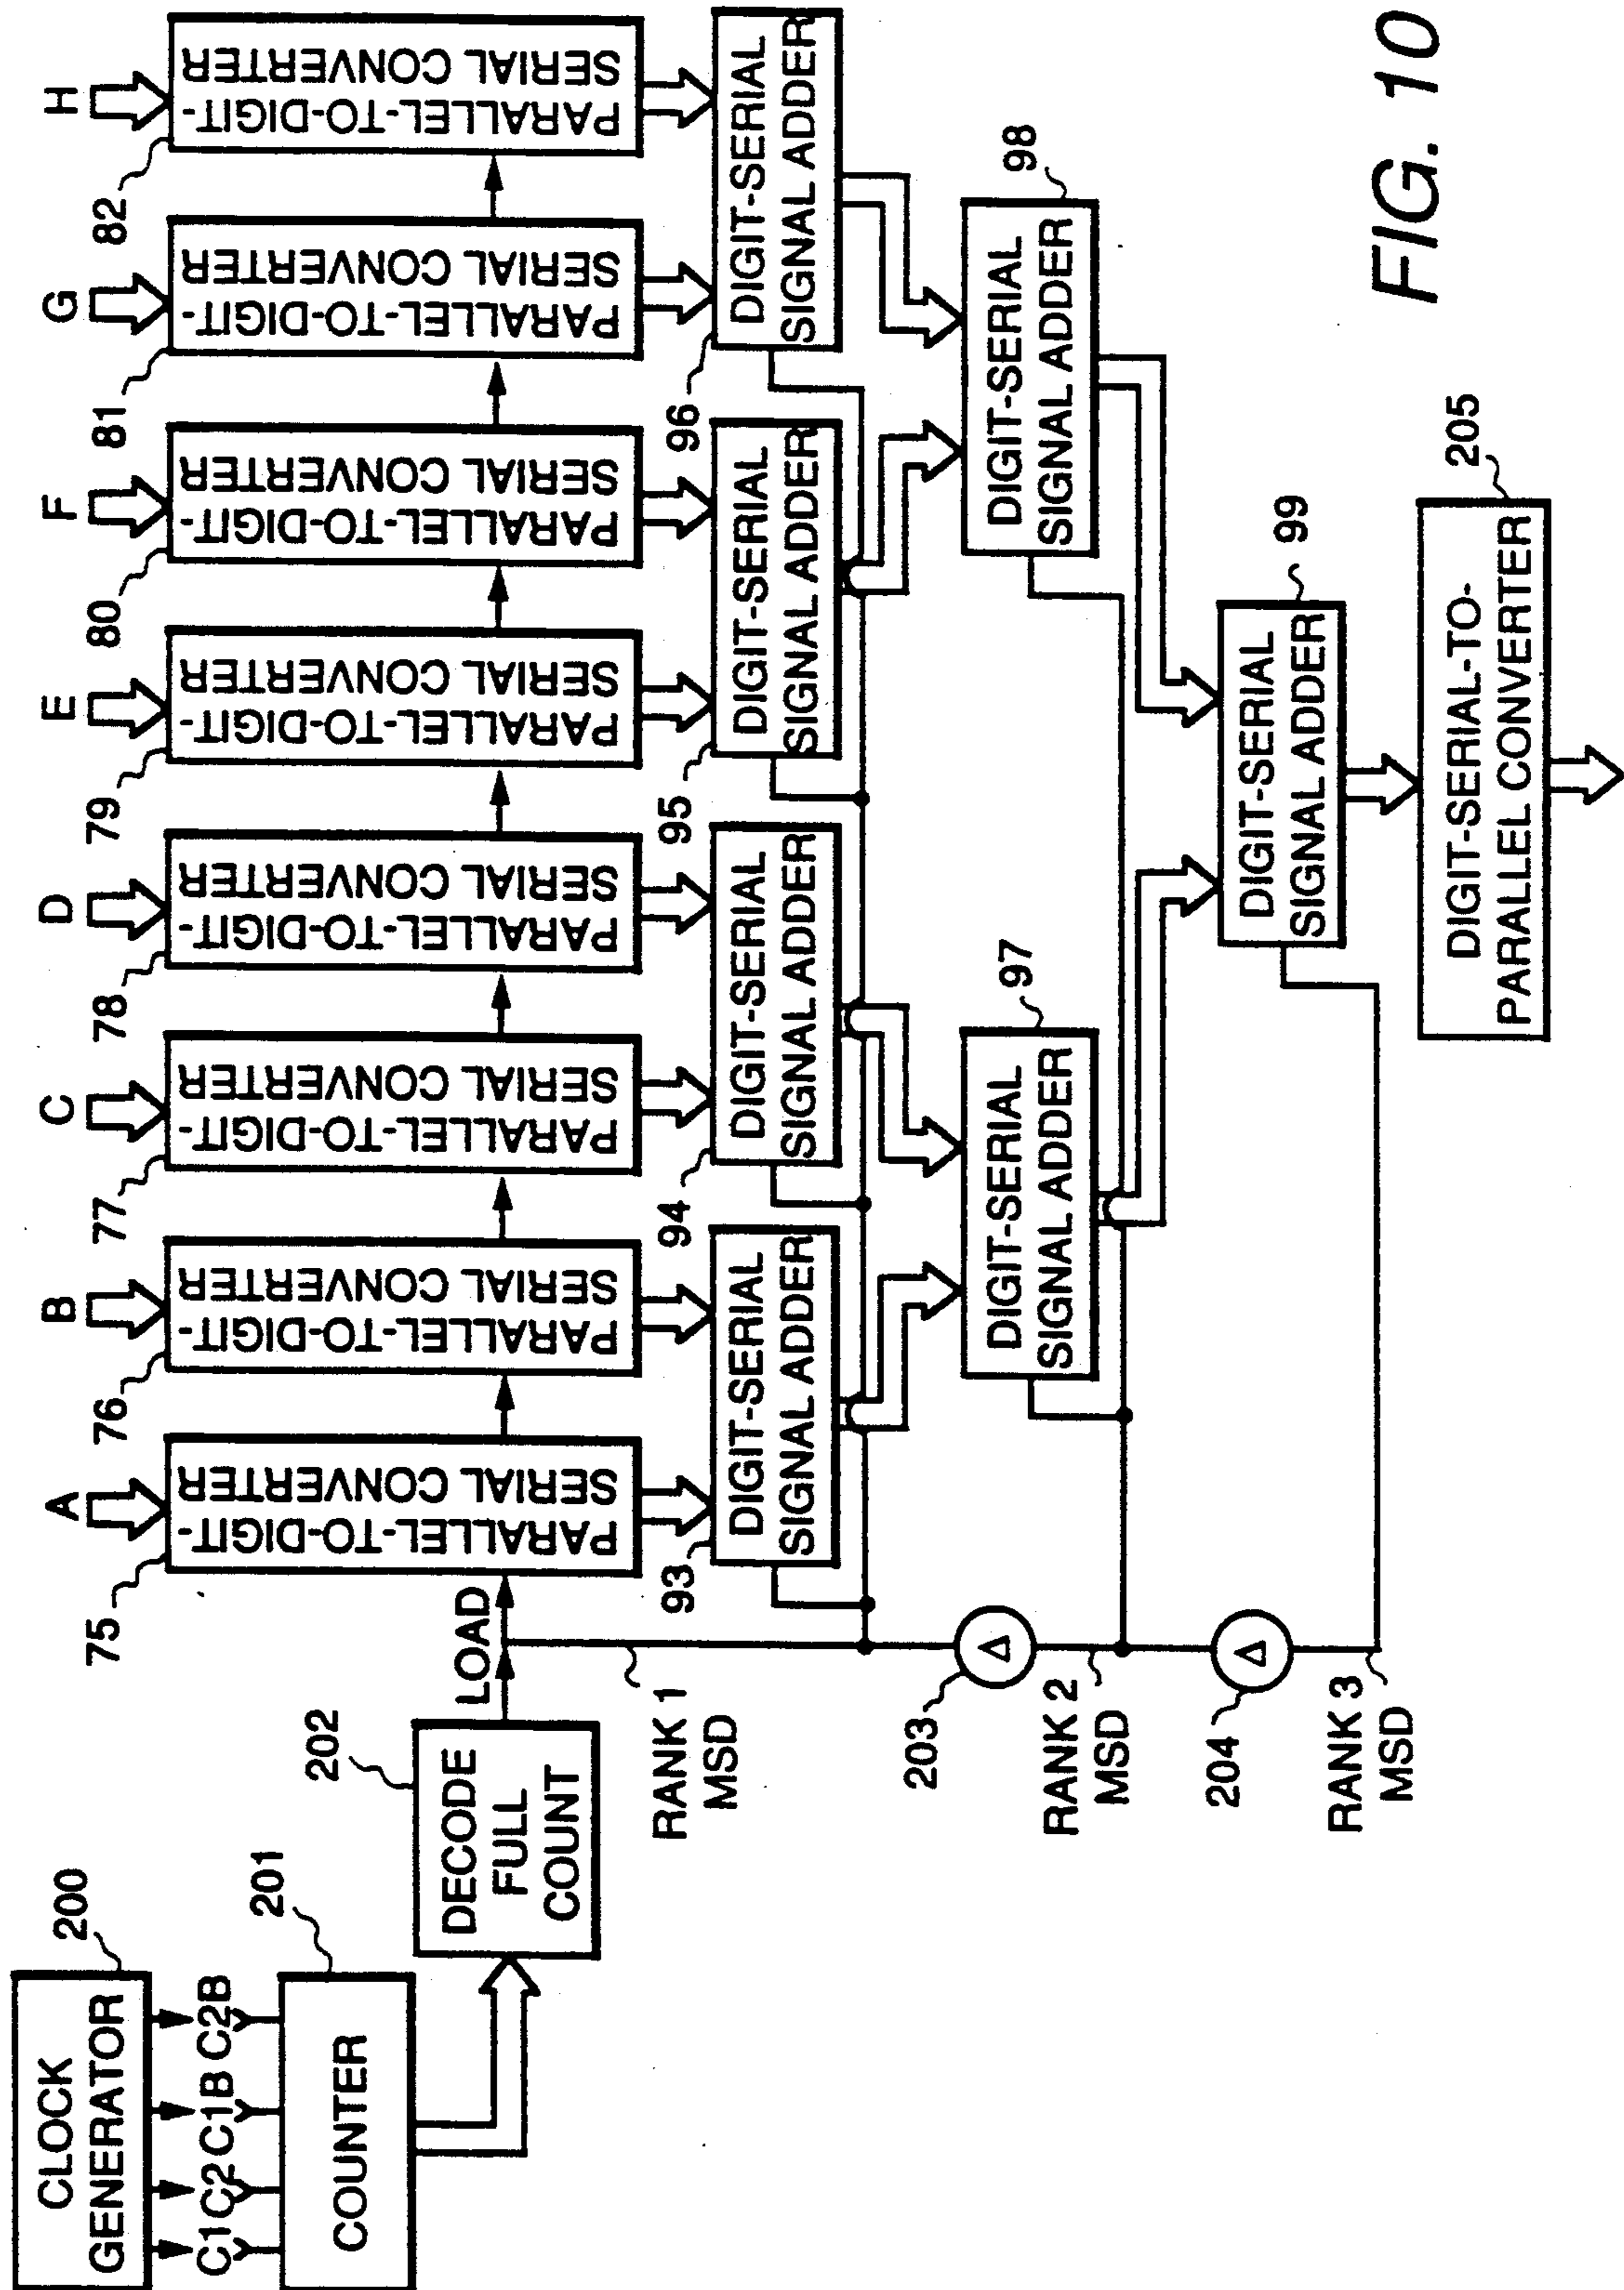 CLOCK
GENERATOR
200
C1 C2 C1B C2B
COUNTER
201
DECODE
FULL
COUNT
202
LOAD
RANK 1
MSD
203
Δ
RANK 2
MSD
204
Δ
RANK 3
MSD
A
75
PARALLEL-TO-DIGIT-
SERIAL CONVERTER
B
76
PARALLEL-TO-DIGIT-
SERIAL CONVERTER
C
77
PARALLEL-TO-DIGIT-
SERIAL CONVERTER
D
78
PARALLEL-TO-DIGIT-
SERIAL CONVERTER
E
79
PARALLEL-TO-DIGIT-
SERIAL CONVERTER
F
80
PARALLEL-TO-DIGIT-
SERIAL CONVERTER
G
81
PARALLEL-TO-DIGIT-
SERIAL CONVERTER
H
82
PARALLEL-TO-DIGIT-
SERIAL CONVERTER
93
DIGIT-SERIAL
SIGNAL ADDER
94
DIGIT-SERIAL
SIGNAL ADDER
95
DIGIT-SERIAL
SIGNAL ADDER
96
DIGIT-SERIAL
SIGNAL ADDER
97
DIGIT-SERIAL
SIGNAL ADDER
98
DIGIT-SERIAL
SIGNAL ADDER
99
DIGIT-SERIAL
SIGNAL ADDER
205
DIGIT-SERIAL-TO-
PARALLEL CONVERTER
FIG. 10